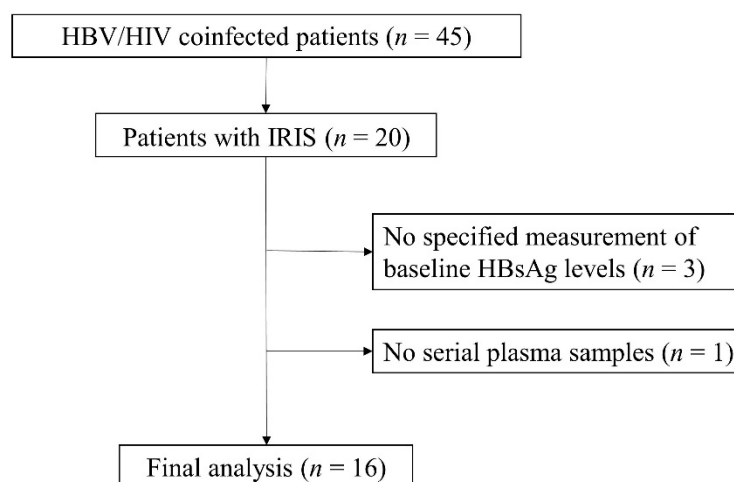 HBV/HIV coinfected patients (n = 45)
Patients with IRIS (n = 20)
No specified measurement of
baseline HBsAg levels (n = 3)
No serial plasma samples (n = 1)
Final analysis (n = 16)